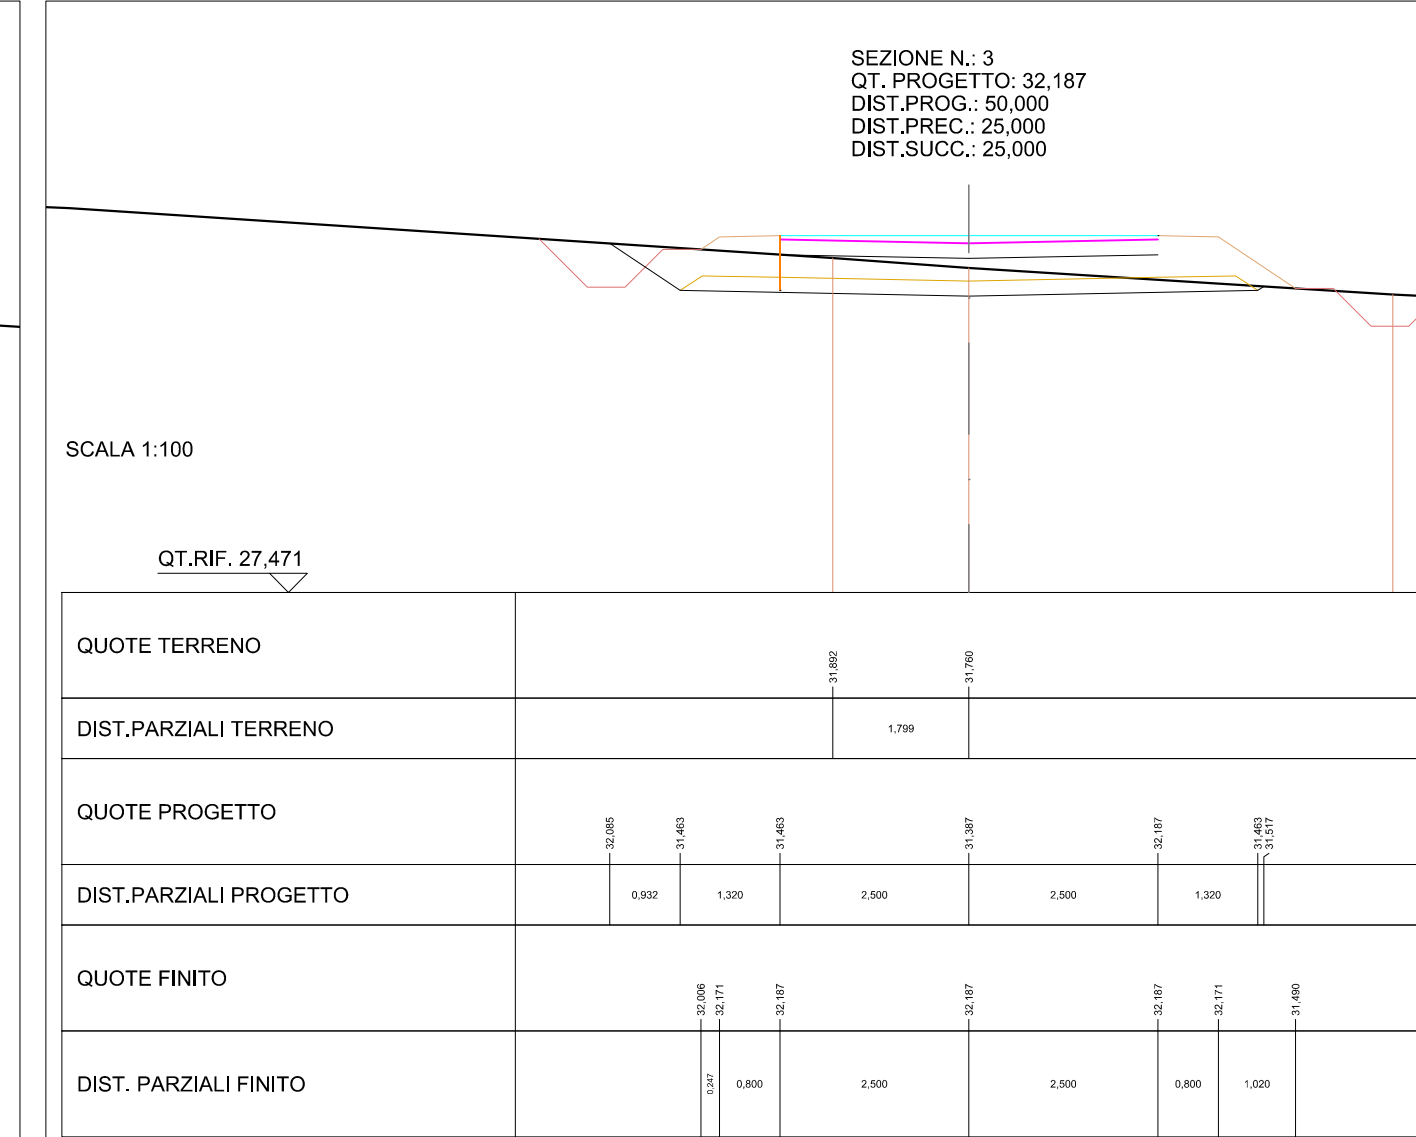 SEZIONE N.: 3
QT. PROGETTO: 32,187
DIST.PROG.: 50,000
DIST.PREC.: 25,000
DIST.SUCC.: 25,000
SCALA 1:100
QT.RIF. 27,471
QUOTE TERRENO
31,892 31,760
DIST.PARZIALI TERRENO
1,799
QUOTE PROGETTO
32,085 31,463 31,463 31,387 32,187 31,463 31,517
DIST.PARZIALI PROGETTO
0,932 1,320 2,500 2,500 1,320
QUOTE FINITO
32,006 32,171 32,187 32,187 32,187 32,171 31,490
DIST. PARZIALI FINITO
0,247 0,800 2,500 2,500 0,800 1,020